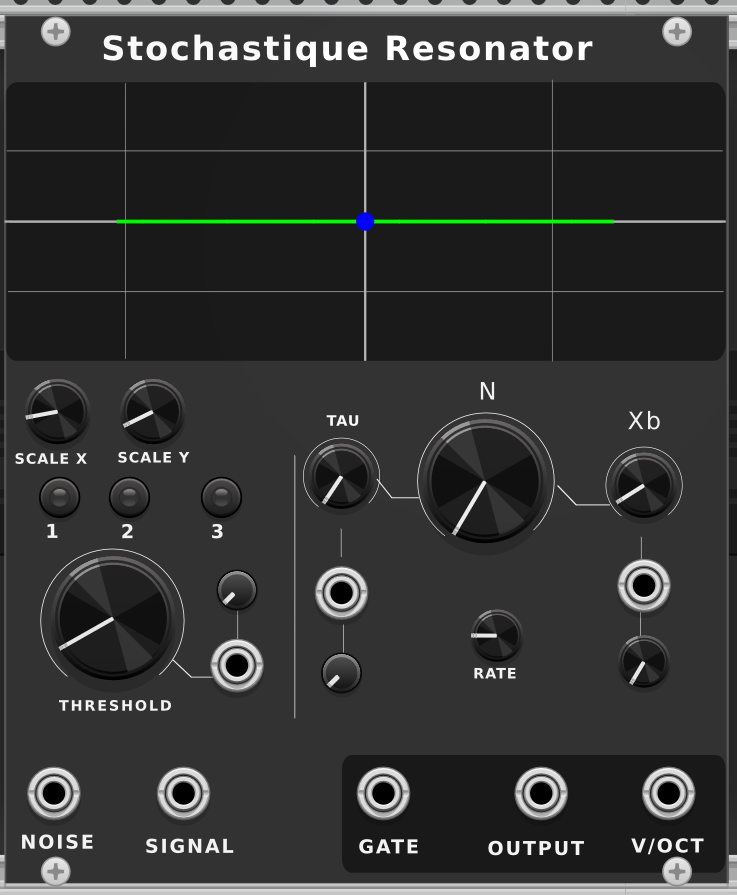 Stochastique Resonator
N
TAU
Xb
SCALE X
SCALE Y
1
2
3
RATE
THRESHOLD
NOISE
SIGNAL
GATE
OUTPUT
V/OCT